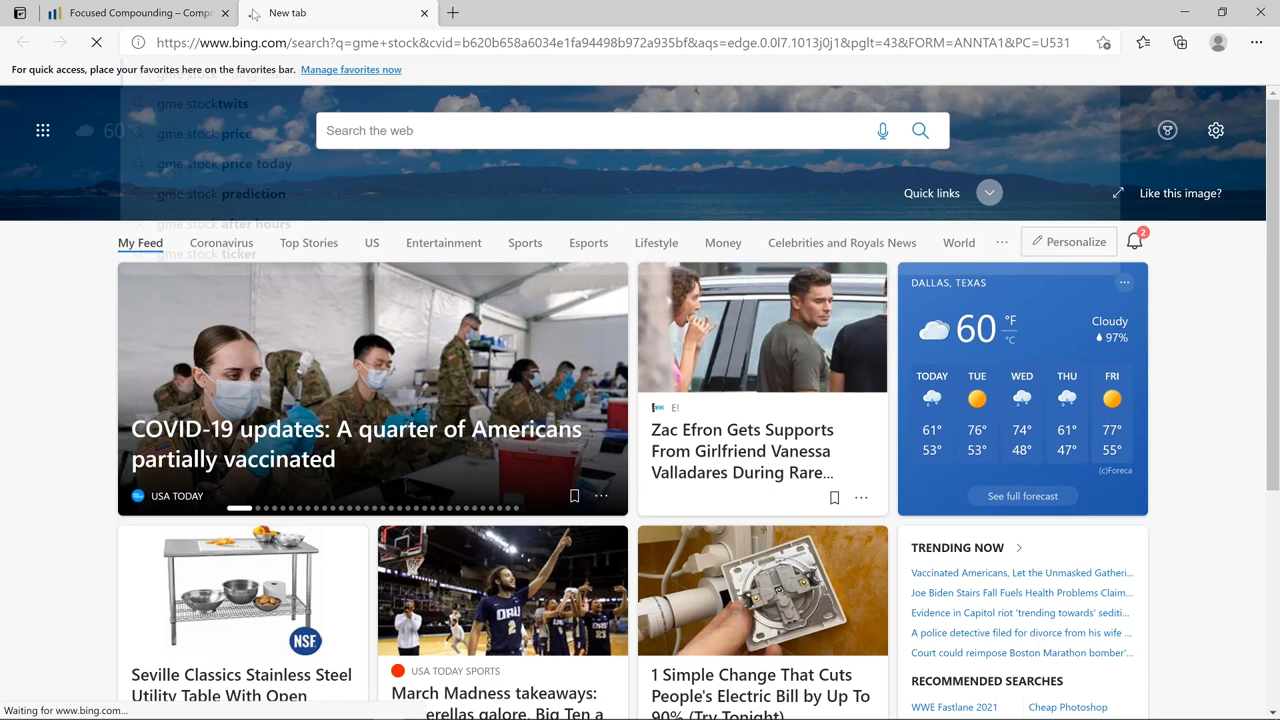 Focused Compounding – Compo
New tab
https://www.bing.com/search?q=gme+stock&cvid=b620b658a6034e1fa94498b972a935bf&aqs=edge.0.0l7.1013j0j1&pglt=43&FORM=ANNTA1&PC=U531
For quick access, place your favorites here on the favorites bar. Manage favorites now
gme stock
gme stocktwits
60
gme stock price
gme stock price today
gme stock prediction
gme stock after hours
gme stock ticker
Search the web
Quick links
Like this image?
My Feed
Coronavirus
Top Stories
US
Entertainment
Sports
Esports
Lifestyle
Money
Celebrities and Royals News
World
Personalize
2
COVID-19 updates: A quarter of Americans
partially vaccinated
USA TODAY
E!
Zac Efron Gets Supports
From Girlfriend Vanessa
Valladares During Rare...
DALLAS, TEXAS
60 °F
°C
Cloudy
97%
TODAY TUE WED THU FRI
61° 76° 74° 61° 77°
53° 53° 48° 47° 55°
(c)Foreca
See full forecast
NSF
Seville Classics Stainless Steel
Utility Table With Open
ORU
2
USA TODAY SPORTS
March Madness takeaways:
erellas galore, Big Ten a
1 Simple Change That Cuts
People's Electric Bill by Up To
90% (Try Tonight)
TRENDING NOW
Vaccinated Americans, Let the Unmasked Gatheri...
Joe Biden Stairs Fall Fuels Health Problems Claim...
Evidence in Capitol riot 'trending towards' sediti...
A police detective filed for divorce from his wife ...
Court could reimpose Boston Marathon bomber'...
RECOMMENDED SEARCHES
WWE Fastlane 2021
Cheap Photoshop
Waiting for www.bing.com...